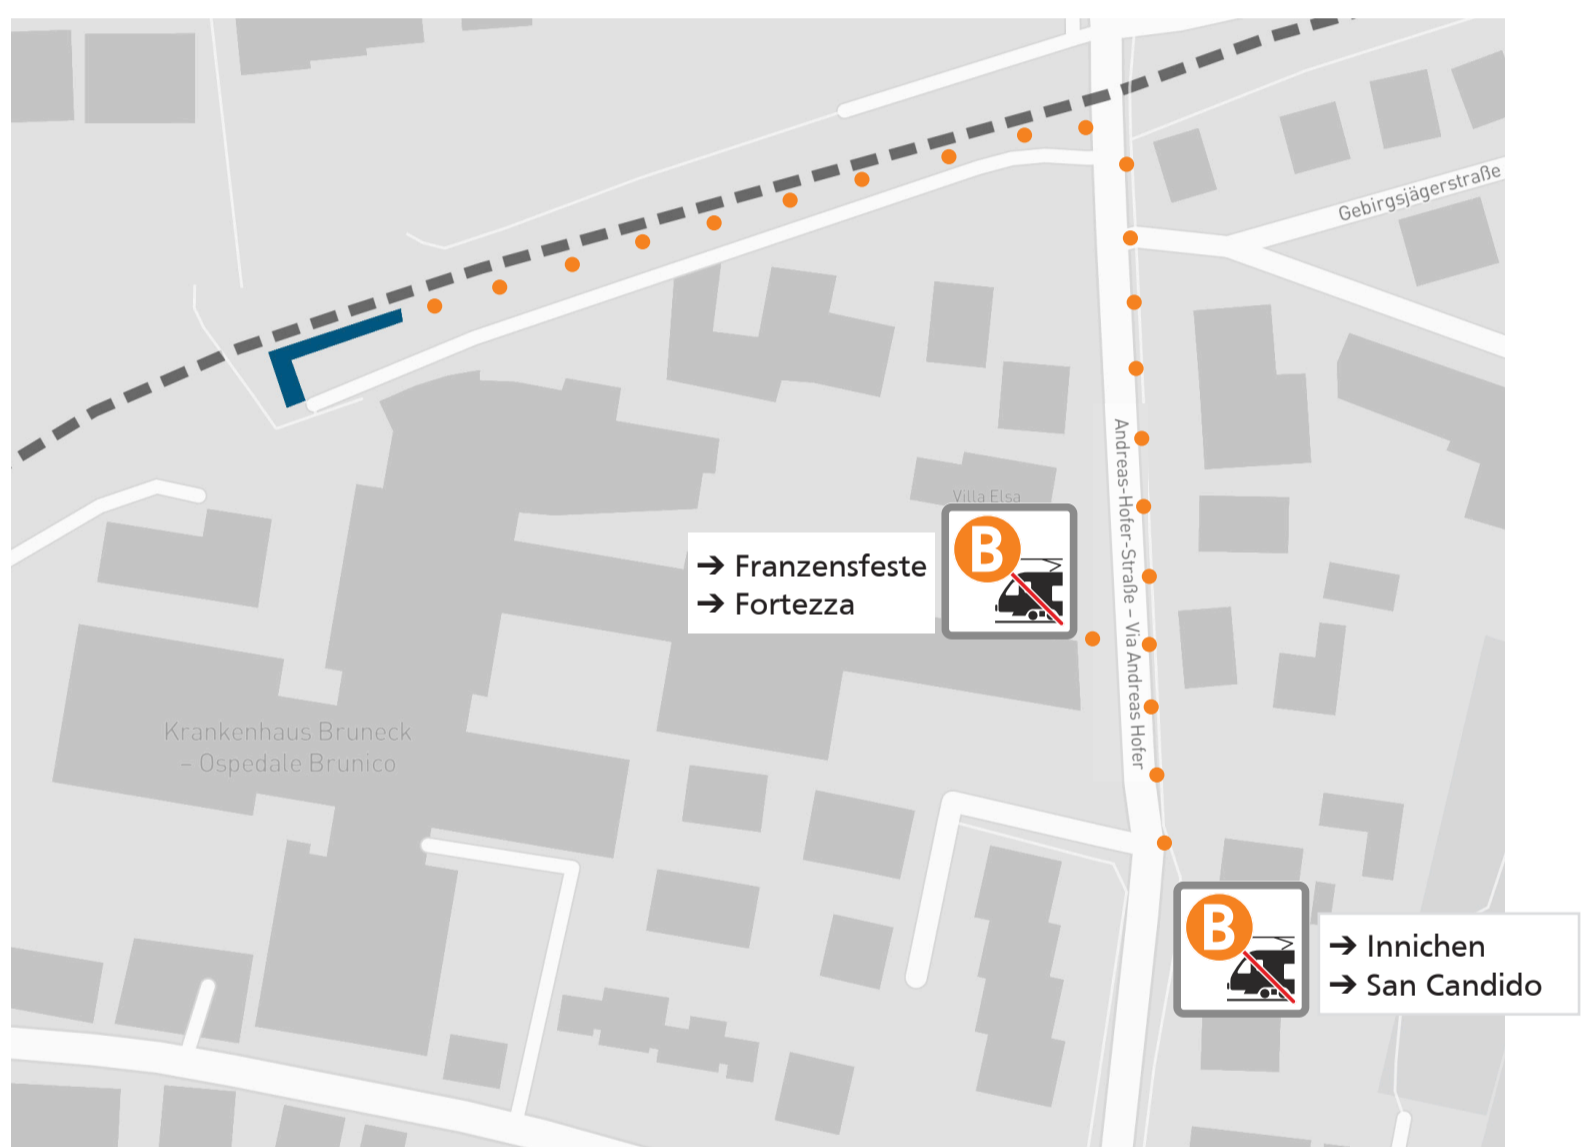 Gebirgsjägerstraße
Villa Elsa
B
→ Franzensfeste
→ Fortezza
Andreas-Hofer-Straße – Via Andreas Hofer
Krankenhaus Bruneck
– Ospedale Brunico
B
→ Innichen
→ San Candido